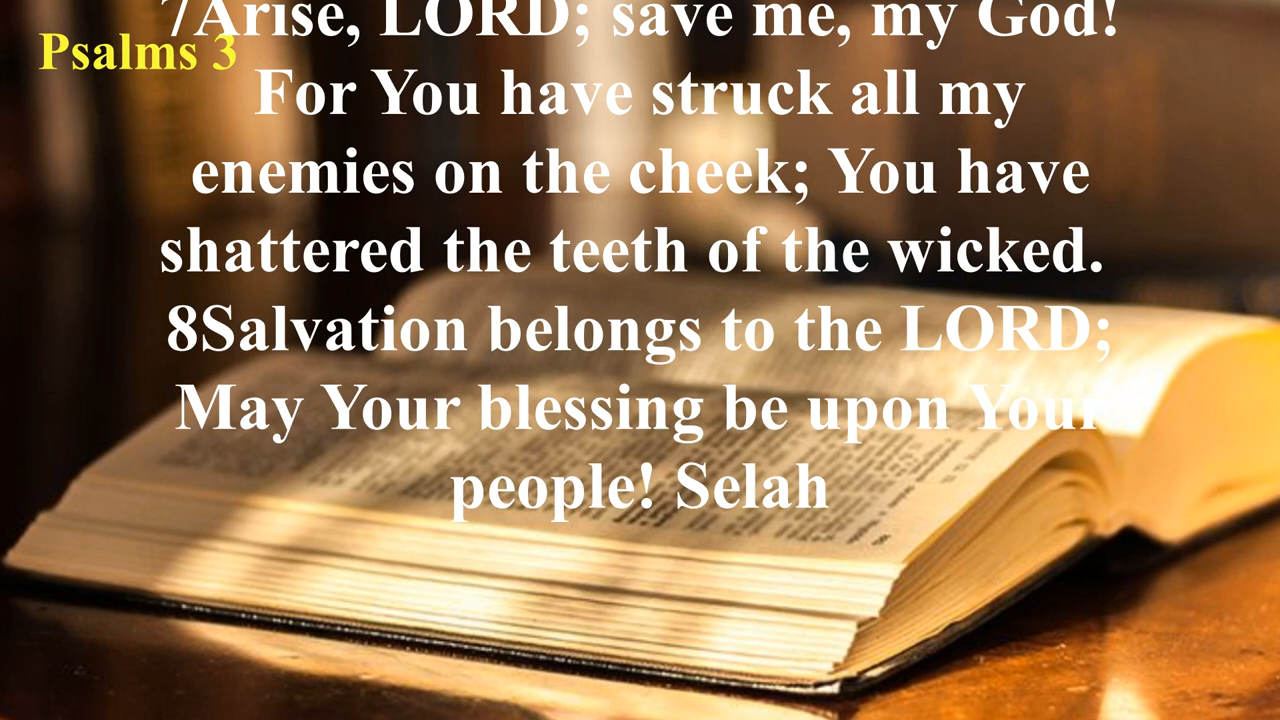 7Arise, LORD; save me, my God!
Psalms 3
For You have struck all my
enemies on the cheek; You have
shattered the teeth of the wicked.
8Salvation belongs to the LORD;
May Your blessing be upon Your
people! Selah